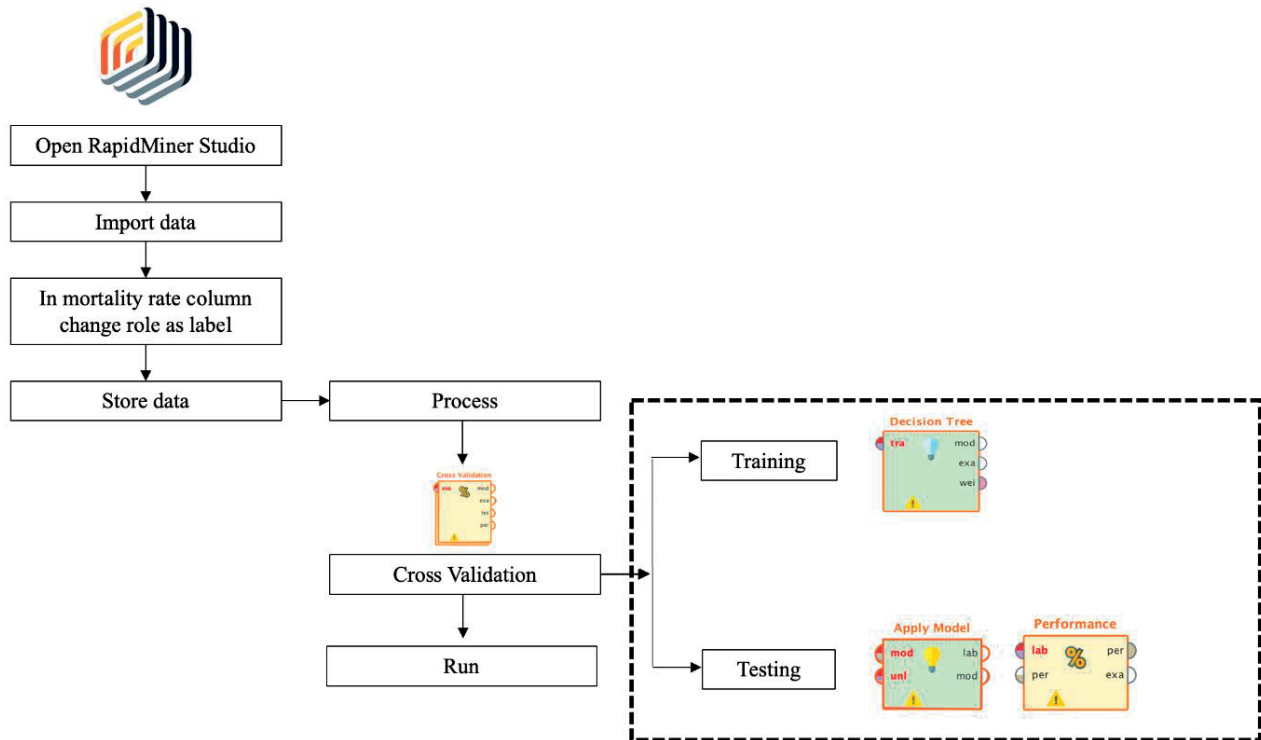 Open RapidMiner Studio
Import data
In mortality rate column
change role as label
Store data
Process
Cross Validation
exa
%
mod
exa
tes
per
Cross Validation
Run
Training
Decision Tree
tra
mod
exa
wei
Testing
Apply Model
mod
lab
unl
mod
Performance
lab
%
per
per
exa